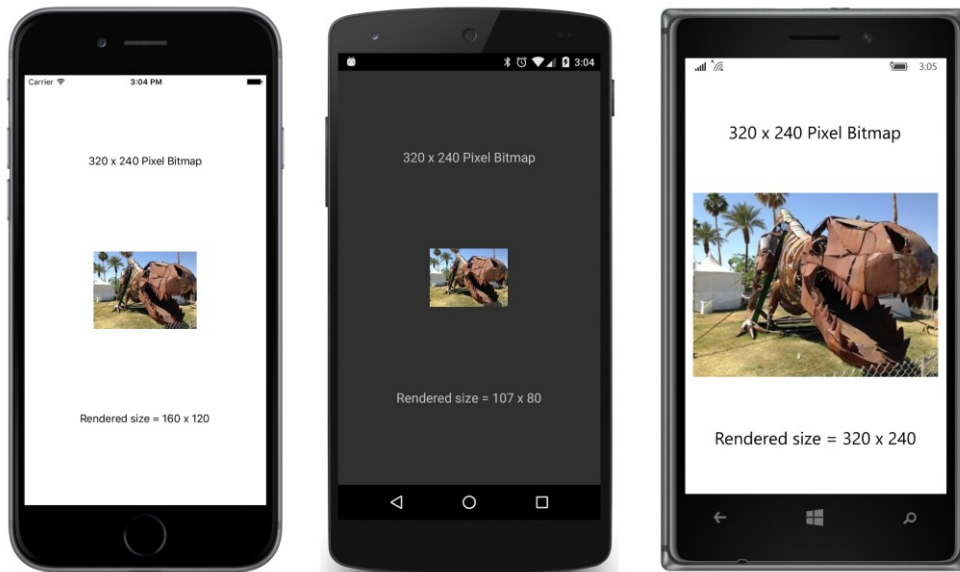 Carrier 3:04 PM
320 x 240 Pixel Bitmap
Rendered size = 160 x 120
3:04
320 x 240 Pixel Bitmap
Rendered size = 107 x 80
3:05
320 x 240 Pixel Bitmap
Rendered size = 320 x 240